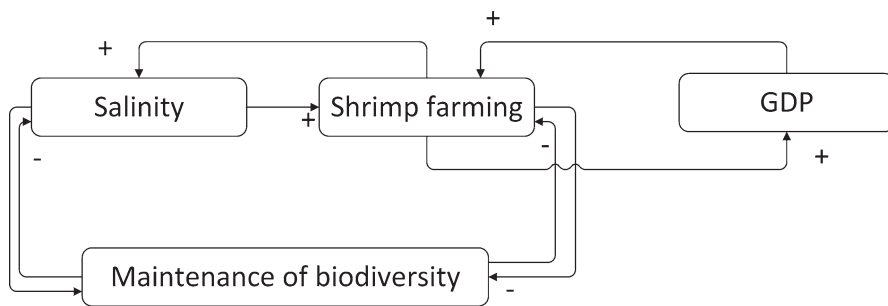 +
+
Salinity
+
Shrimp farming
GDP
-
-
+
Maintenance of biodiversity
-